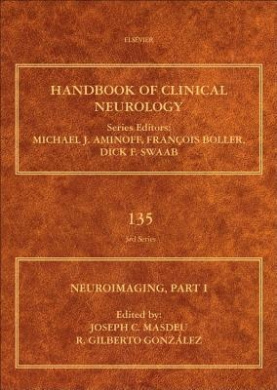 ELSEVIER
HANDBOOK OF CLINICAL
NEUROLOGY
Series Editors:
MICHAEL J. AMINOFF, FRANÇOIS BOLLER,
DICK F. SWAAB
135
3rd Series
NEUROIMAGING, PART I
Edited by:
JOSEPH C. MASDEU
R. GILBERTO GONZÁLEZ